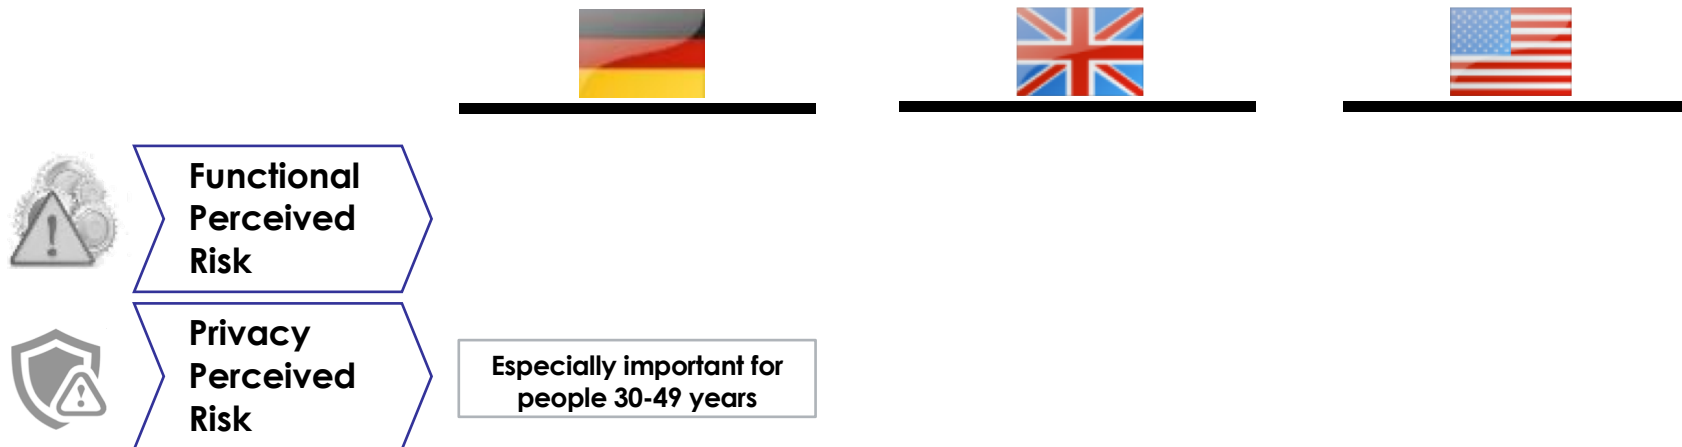 Functional
Perceived
Risk
Privacy
Perceived
Risk
Especially important for
people 30-49 years